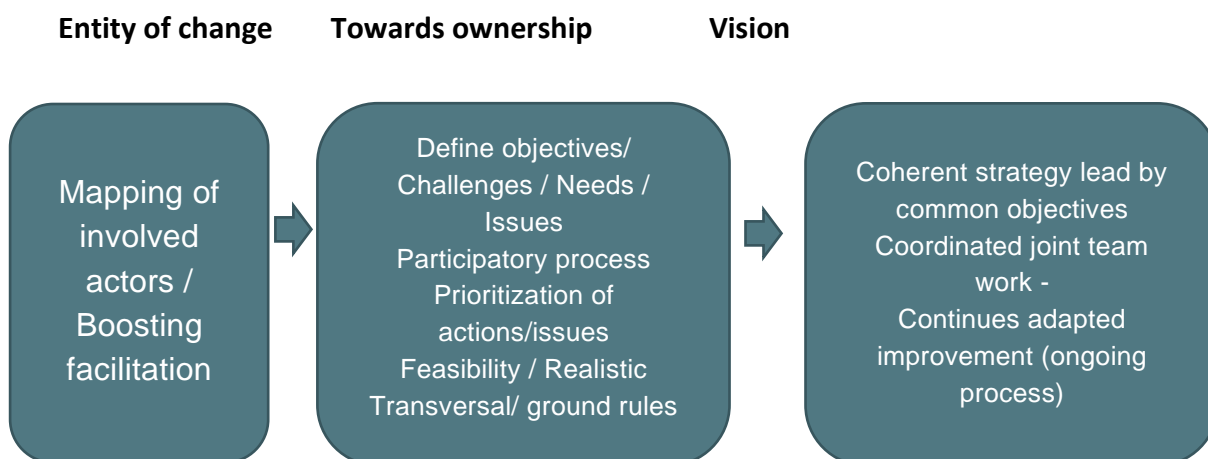 Entity of change
Towards ownership
Vision
Mapping of
involved
actors /
Boosting
facilitation
Define objectives/
Challenges / Needs /
Issues
Participatory process
Prioritization of
actions/issues
Feasibility / Realistic
Transversal/ ground rules
Coherent strategy lead by
common objectives
Coordinated joint team
work -
Continues adapted
improvement (ongoing
process)